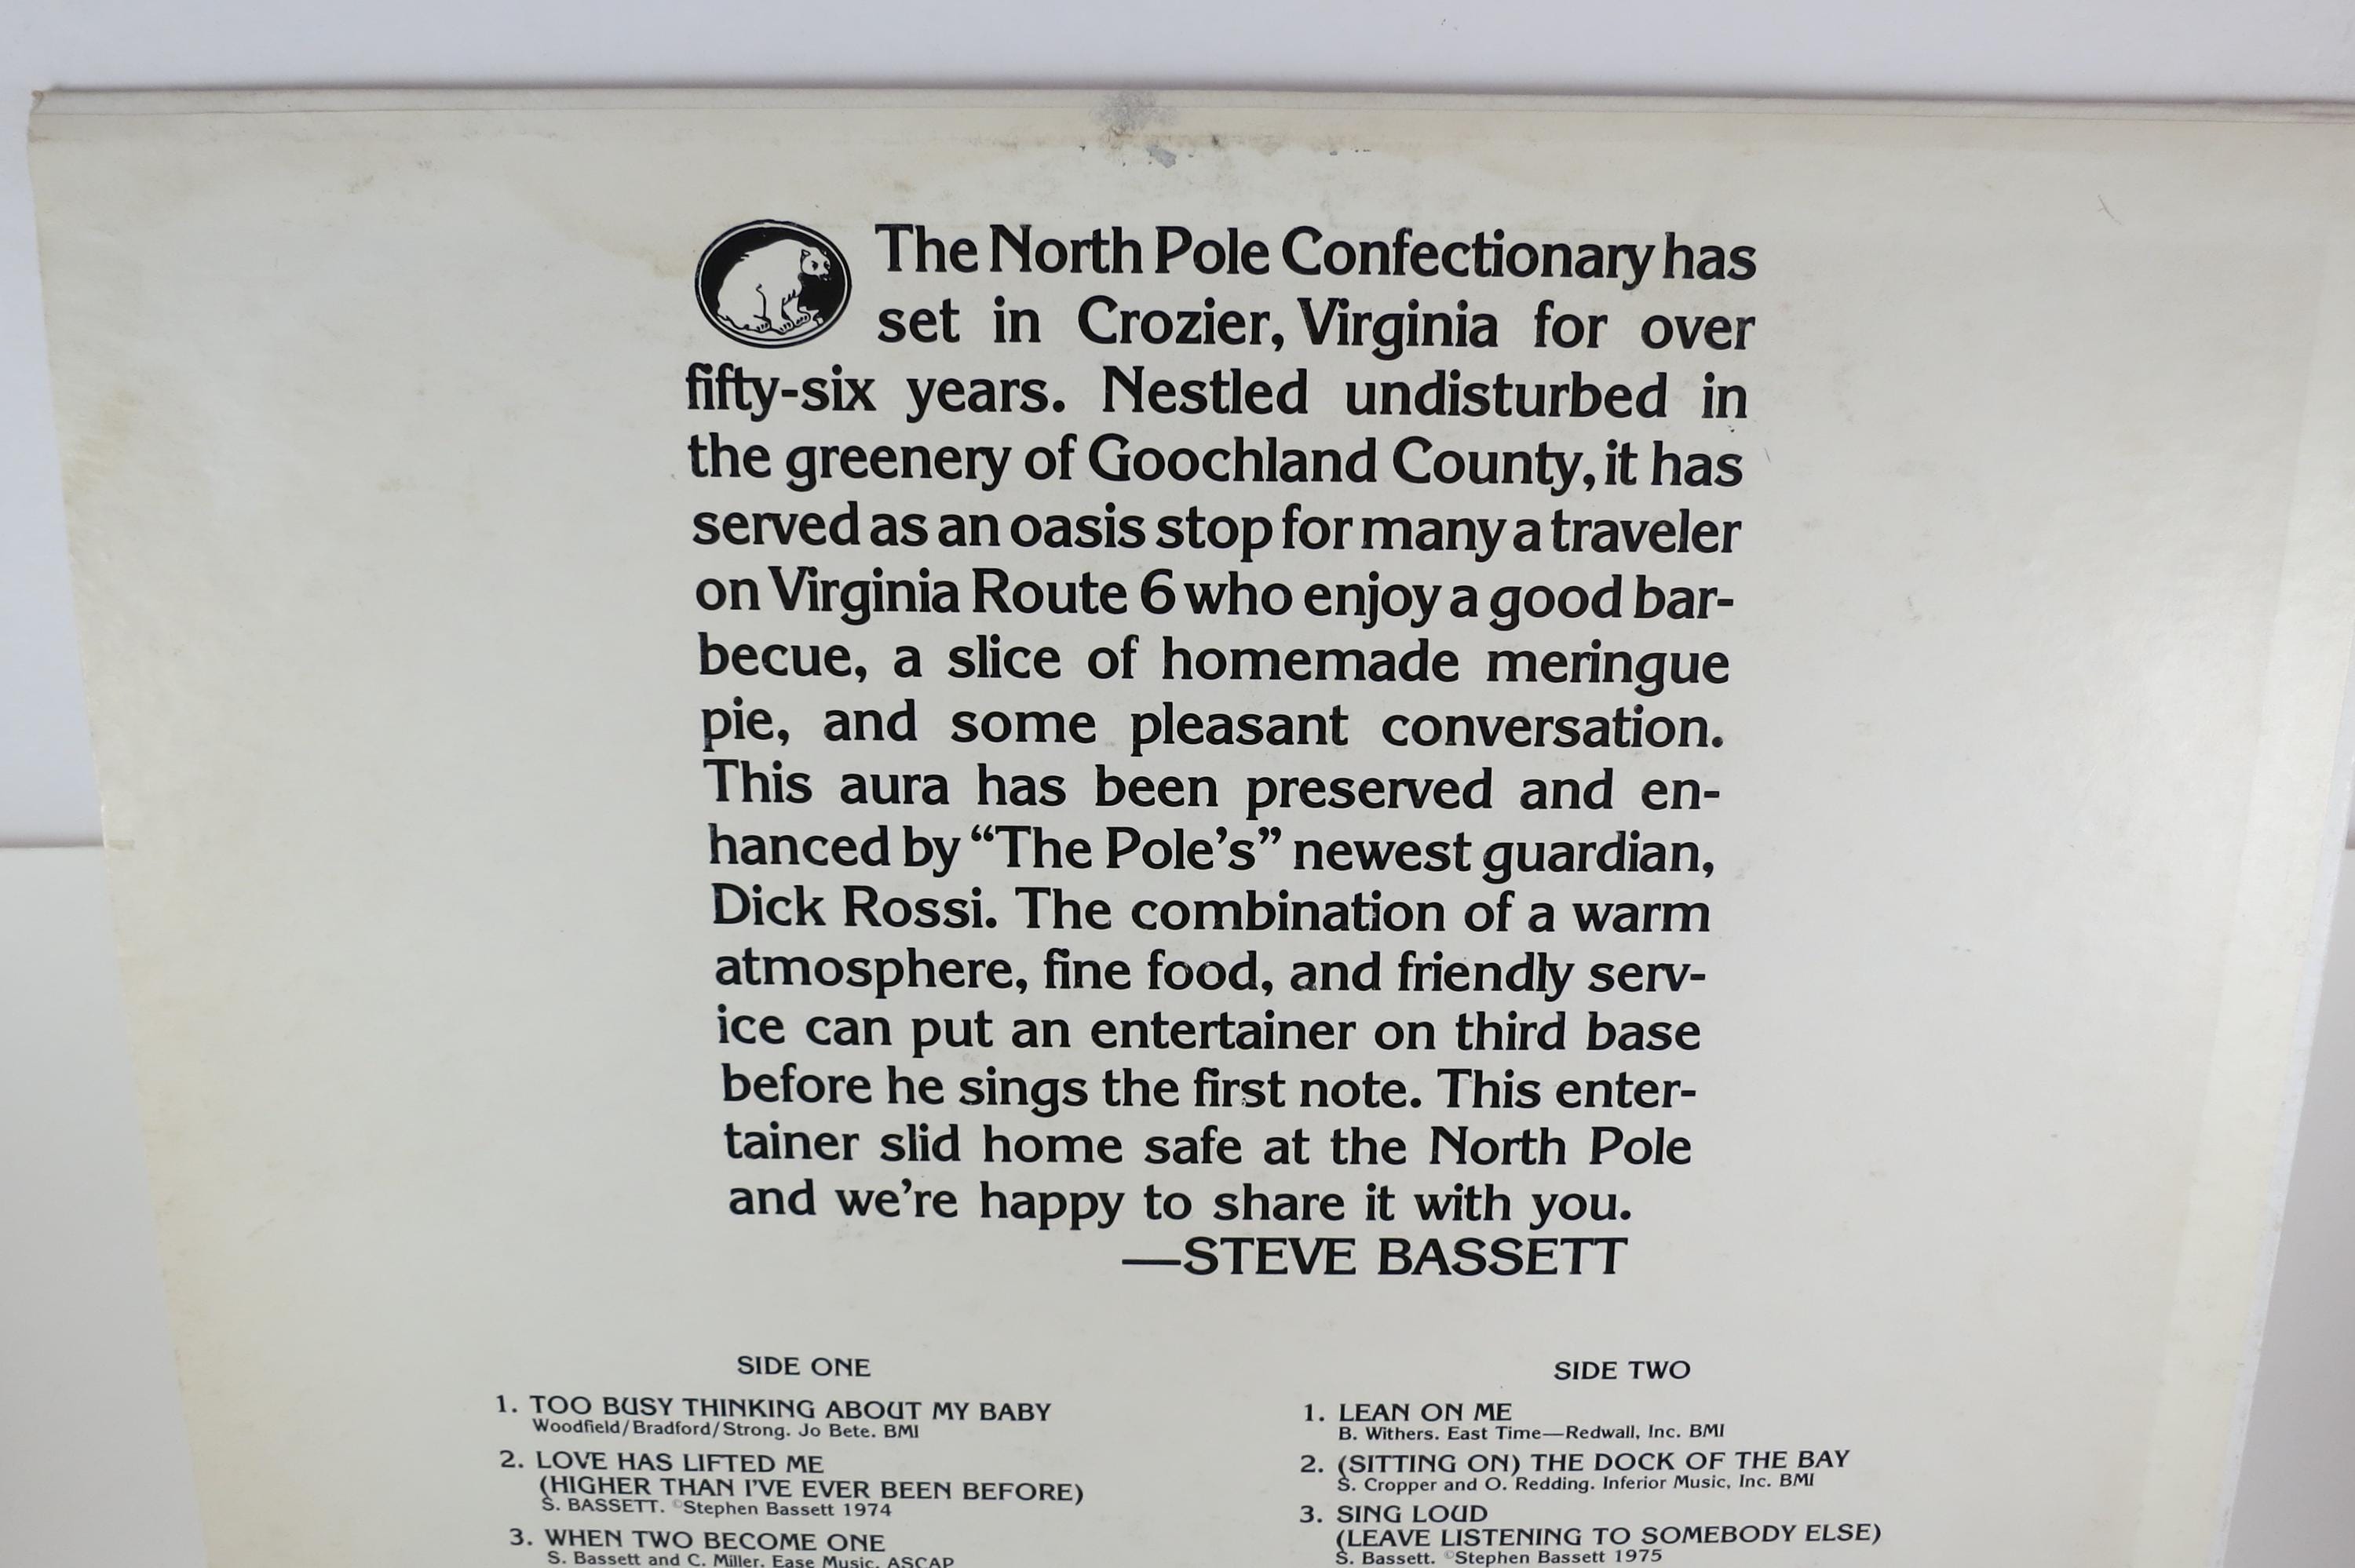 The North Pole Confectionary has
set in Crozier, Virginia for over
fifty-six years. Nestled undisturbed in
the greenery of Goochland County, it has
served as an oasis stop for many a traveler
on Virginia Route 6 who enjoy a good bar-
becue, a slice of homemade meringue
pie, and some pleasant conversation.
This aura has been preserved and en-
hanced by “The Pole’s” newest guardian,
Dick Rossi. The combination of a warm
atmosphere, fine food, and friendly serv-
ice can put an entertainer on third base
before he sings the first note. This enter-
tainer slid home safe at the North Pole
and we’re happy to share it with you.
—STEVE BASSETT
SIDE ONE
1. TOO BUSY THINKING ABOUT MY BABY
Woodfield/Bradford/Strong. Jo Bete. BMI
2. LOVE HAS LIFTED ME
(HIGHER THAN I'VE EVER BEEN BEFORE)
S. BASSETT. ©Stephen Bassett 1974
3. WHEN TWO BECOME ONE
S. Bassett and C. Miller. Ease Music. ASCAP
SIDE TWO
1. LEAN ON ME
B. Withers. East Time—Redwall, Inc. BMI
2. (SITTING ON) THE DOCK OF THE BAY
S. Cropper and O. Redding. Inferior Music, Inc. BMI
3. SING LOUD
(LEAVE LISTENING TO SOMEBODY ELSE)
S. Bassett. ©Stephen Bassett 1975